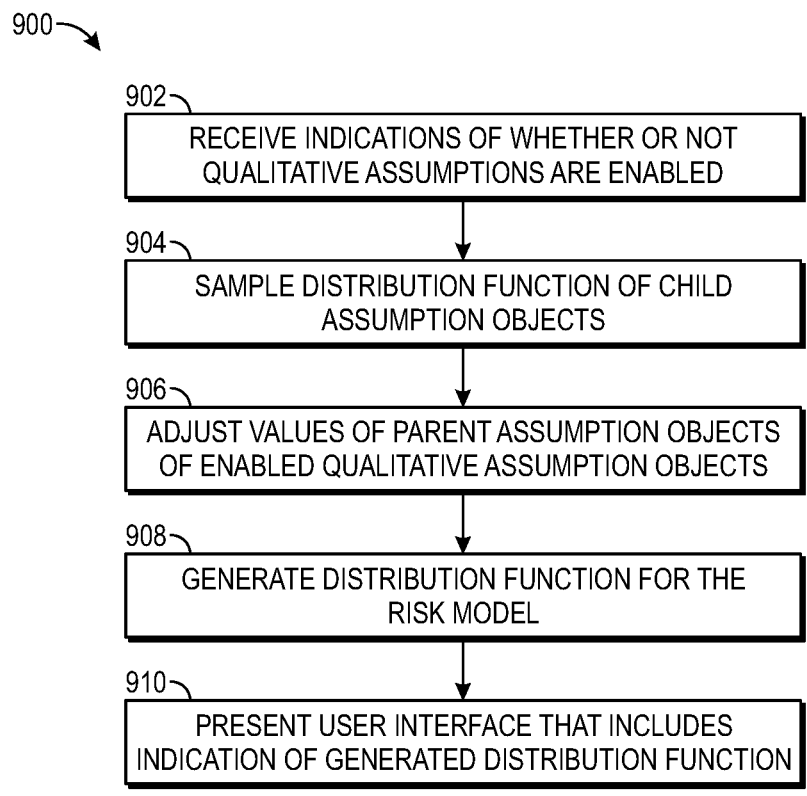 900
902
RECEIVE INDICATIONS OF WHETHER OR NOT
QUALITATIVE ASSUMPTIONS ARE ENABLED
904
SAMPLE DISTRIBUTION FUNCTION OF CHILD
ASSUMPTION OBJECTS
906
ADJUST VALUES OF PARENT ASSUMPTION OBJECTS
OF ENABLED QUALITATIVE ASSUMPTION OBJECTS
908
GENERATE DISTRIBUTION FUNCTION FOR THE
RISK MODEL
910
PRESENT USER INTERFACE THAT INCLUDES
INDICATION OF GENERATED DISTRIBUTION FUNCTION